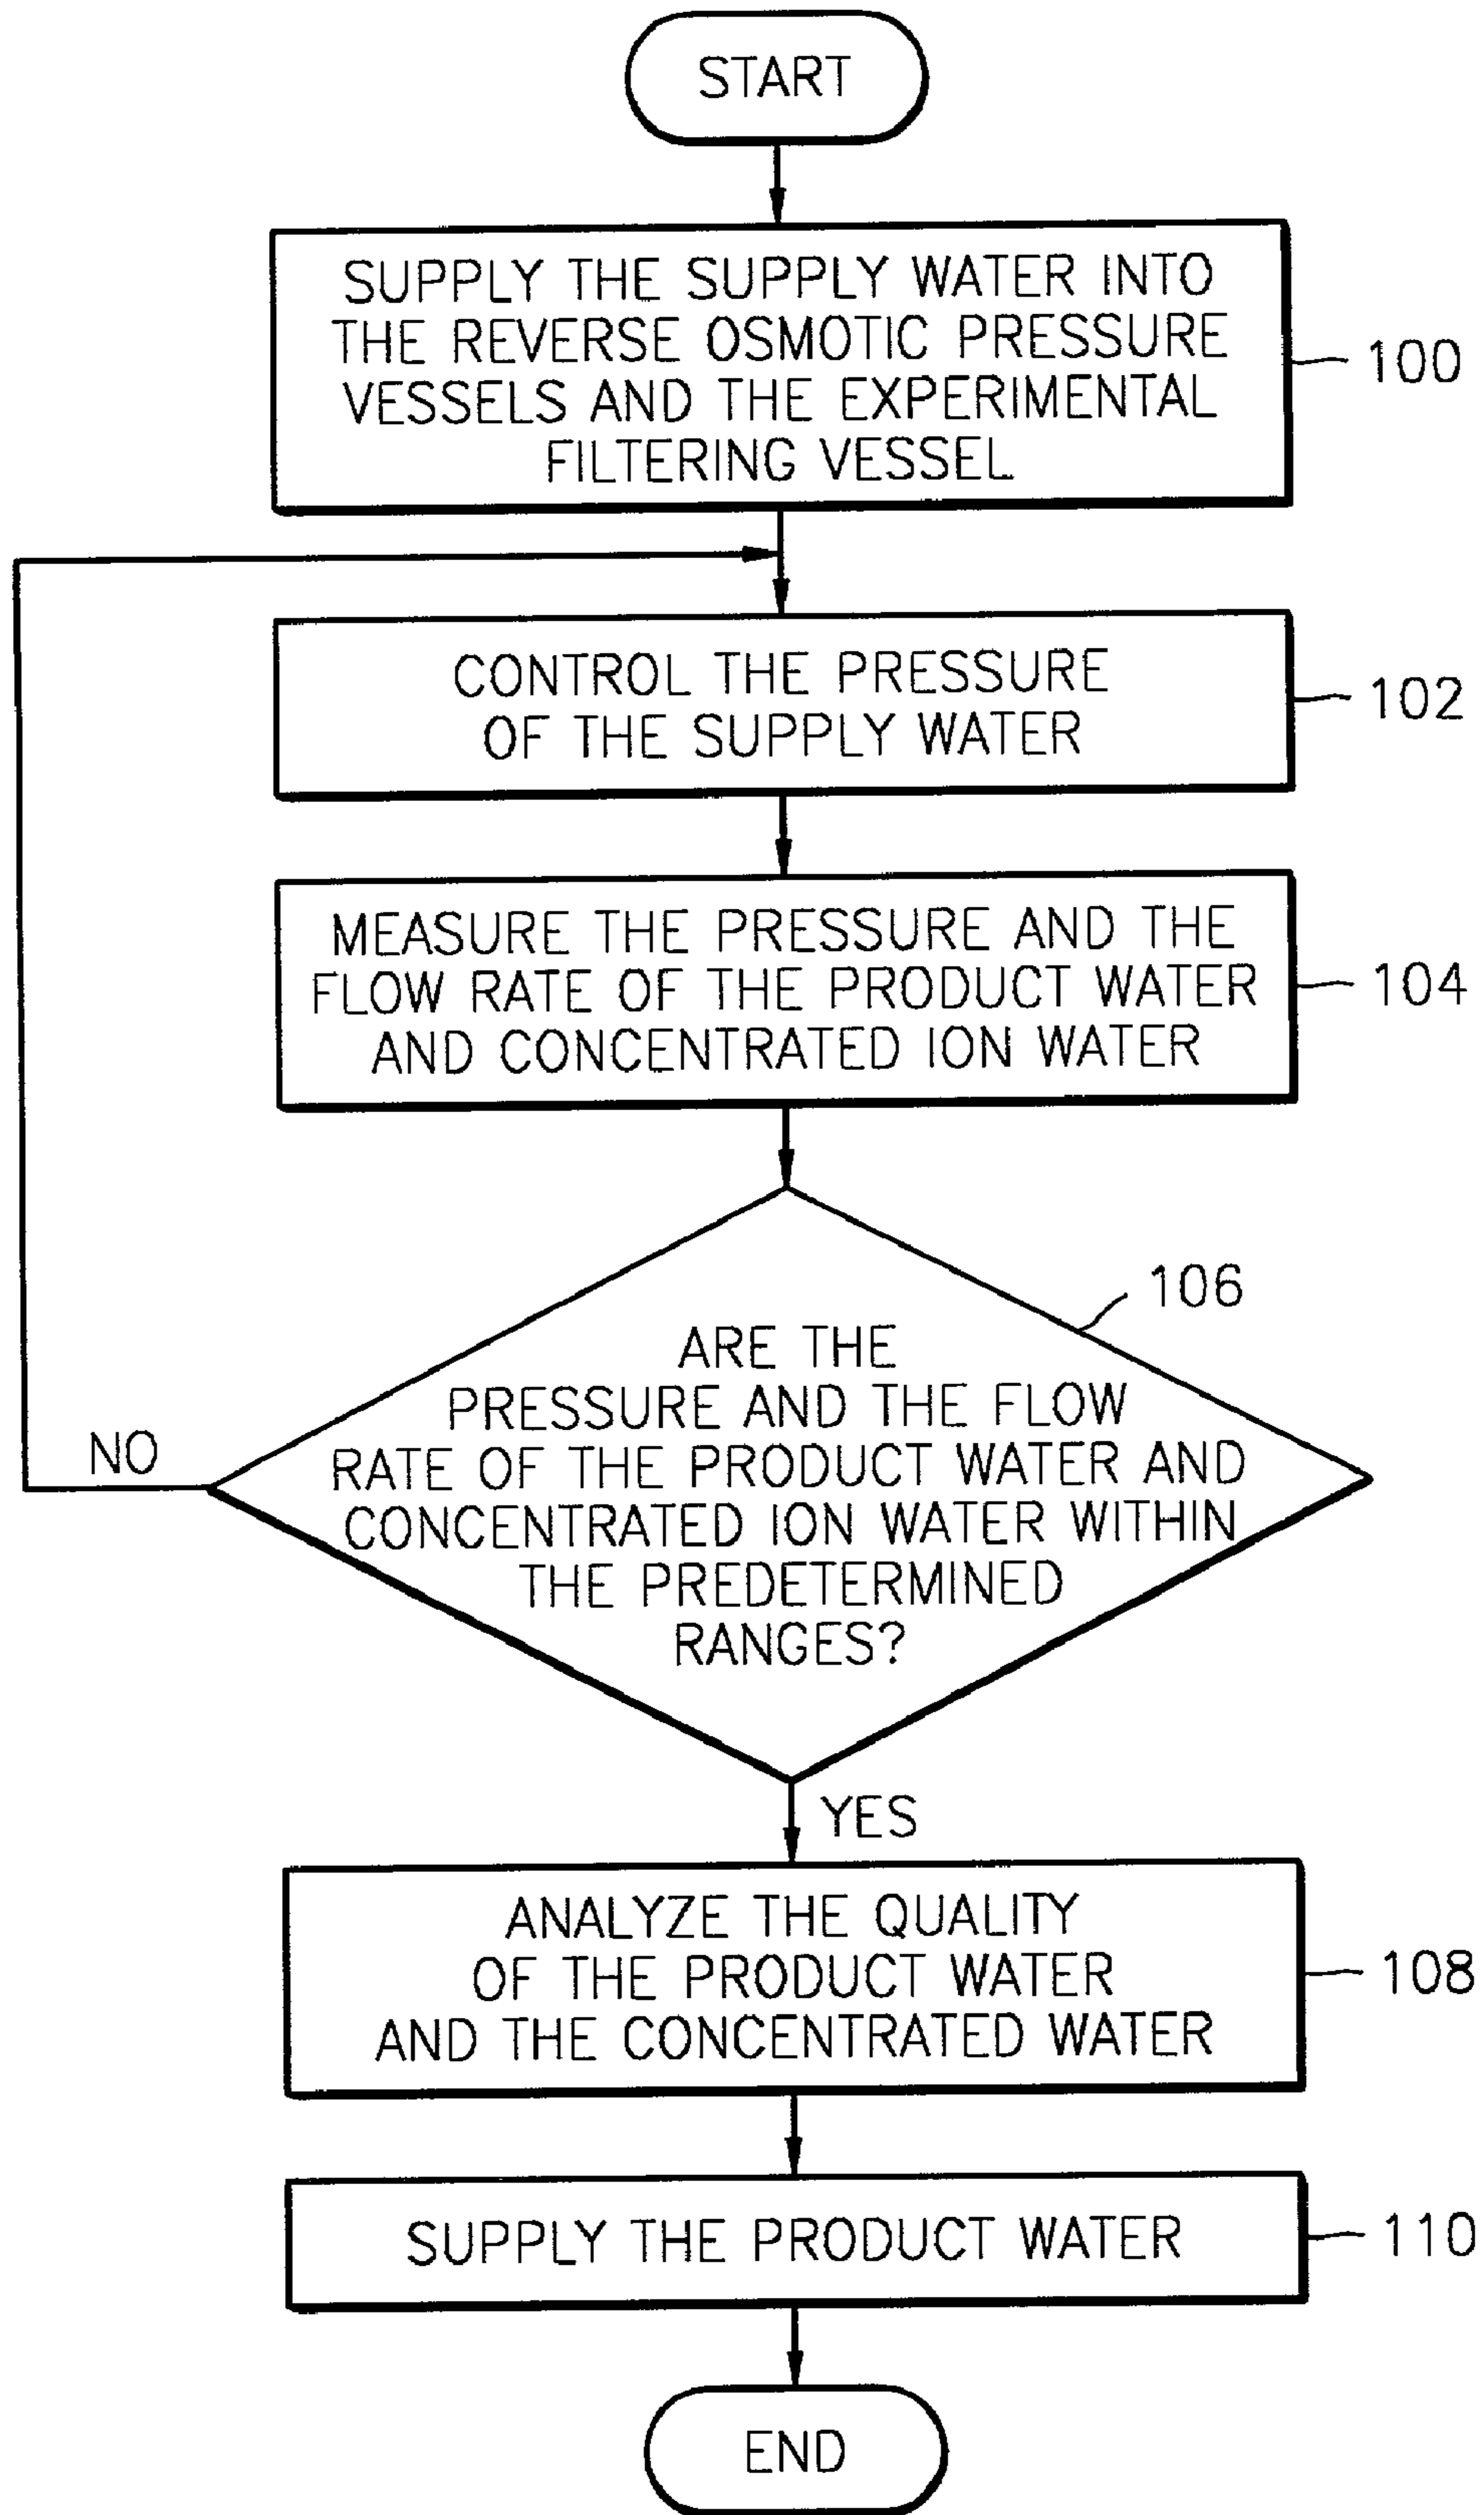 START
SUPPLY THE SUPPLY WATER INTO
THE REVERSE OSMOTIC PRESSURE
VESSELS AND THE EXPERIMENTAL
FILTERING VESSEL
100
CONTROL THE PRESSURE
OF THE SUPPLY WATER
102
MEASURE THE PRESSURE AND THE
FLOW RATE OF THE PRODUCT WATER
AND CONCENTRATED ION WATER
104
106
ARE THE
PRESSURE AND THE FLOW
RATE OF THE PRODUCT WATER AND
CONCENTRATED ION WATER WITHIN
THE PREDETERMINED
RANGES?
NO
YES
ANALYZE THE QUALITY
OF THE PRODUCT WATER
AND THE CONCENTRATED WATER
108
SUPPLY THE PRODUCT WATER
110
END